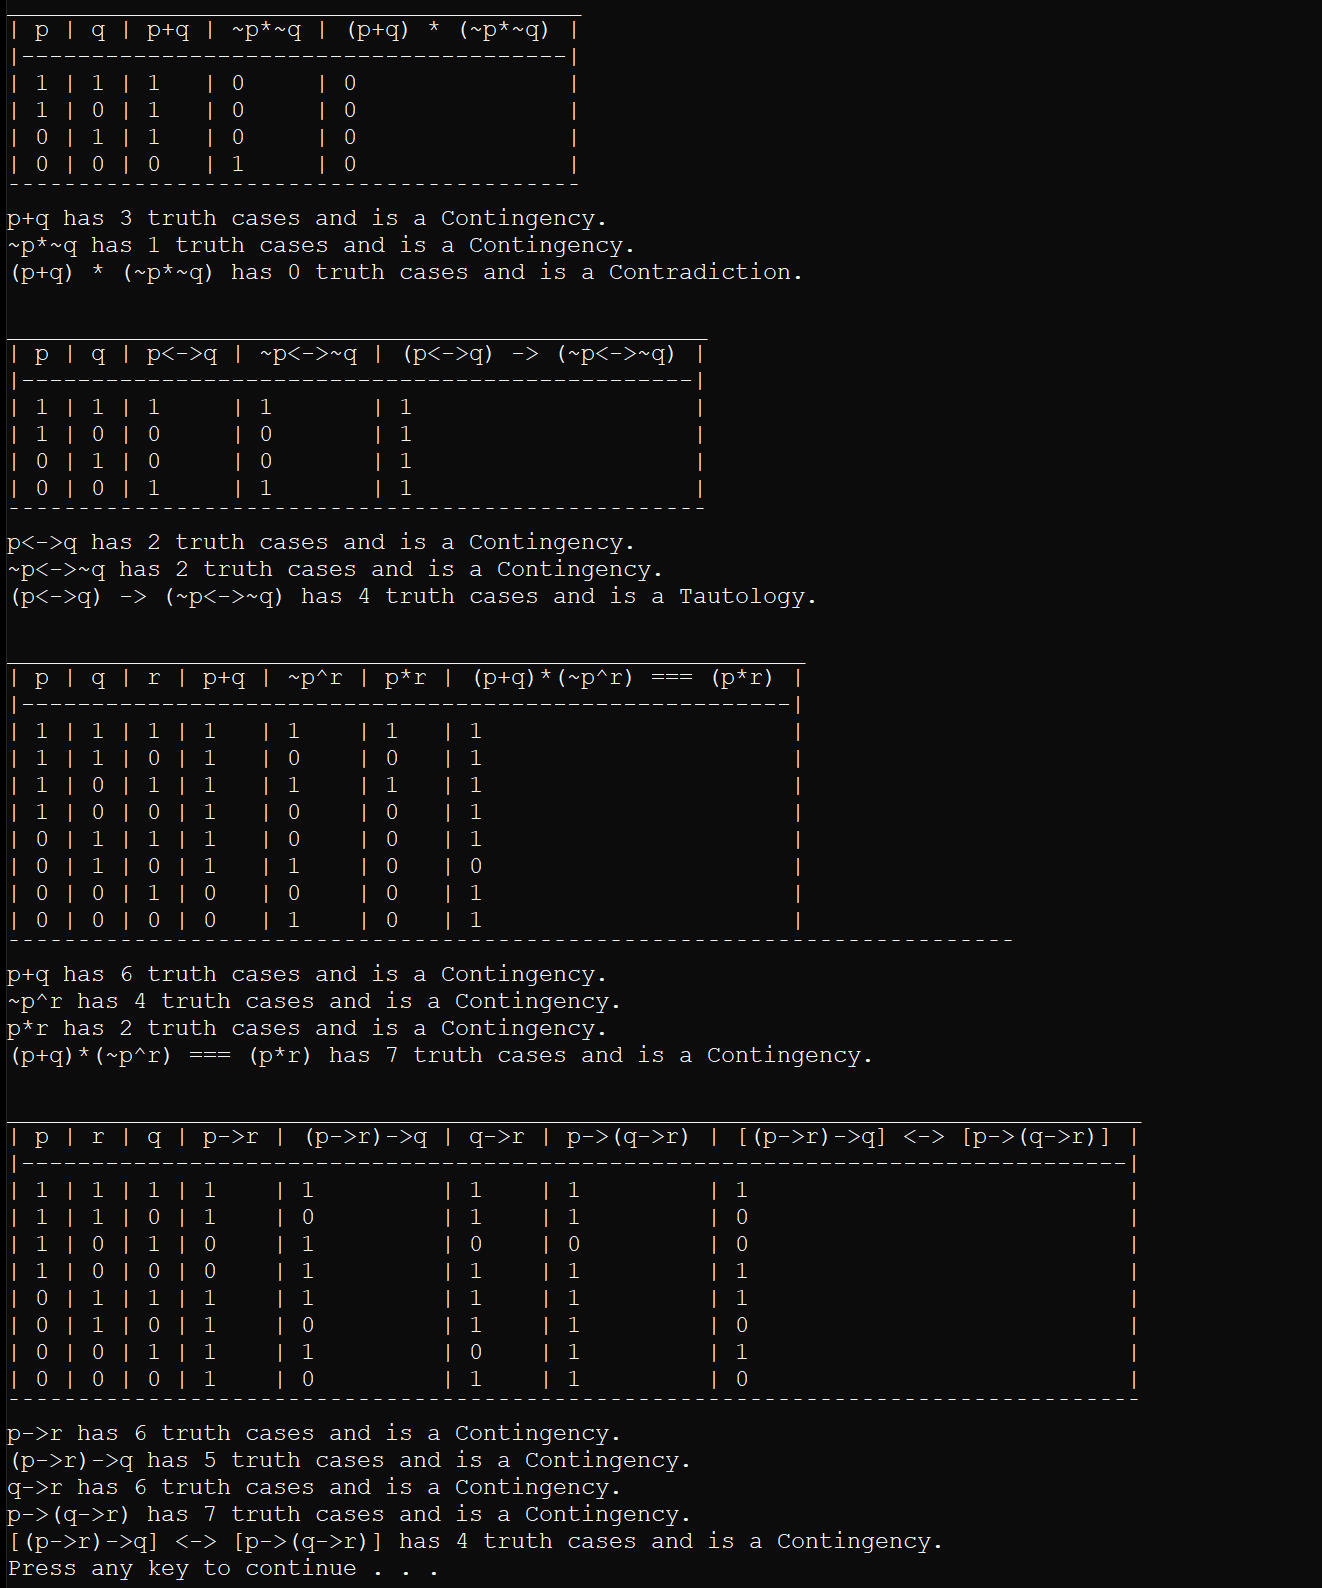 | p | q | p+q | ~p*~q | (p+q) * (~p*~q) |
|---------------------------------------|
| 1 | 1 | 1   | 0     | 0               |
| 1 | 0 | 1   | 0     | 0               |
| 0 | 1 | 1   | 0     | 0               |
| 0 | 0 | 0   | 1     | 0               |
-----------------------------------------
p+q has 3 truth cases and is a Contingency.
~p*~q has 1 truth cases and is a Contingency.
(p+q) * (~p*~q) has 0 truth cases and is a Contradiction.
| p | q | p<->q | ~p<->~q | (p<->q) -> (~p<->~q) |
|------------------------------------------------|
| 1 | 1 | 1     | 1       | 1                    |
| 1 | 0 | 0     | 0       | 1                    |
| 0 | 1 | 0     | 0       | 1                    |
| 0 | 0 | 1     | 1       | 1                    |
--------------------------------------------------
p<->q has 2 truth cases and is a Contingency.
~p<->~q has 2 truth cases and is a Contingency.
(p<->q) -> (~p<->~q) has 4 truth cases and is a Tautology.
| p | q | r | p+q | ~p^r | p*r | (p+q)*(~p^r) === (p*r) |
|-------------------------------------------------------|
| 1 | 1 | 1 | 1   | 1    | 1   | 1                      |
| 1 | 1 | 0 | 1   | 0    | 0   | 1                      |
| 1 | 0 | 1 | 1   | 1    | 1   | 1                      |
| 1 | 0 | 0 | 1   | 0    | 0   | 1                      |
| 0 | 1 | 1 | 1   | 0    | 0   | 1                      |
| 0 | 1 | 0 | 1   | 1    | 0   | 0                      |
| 0 | 0 | 1 | 0   | 0    | 0   | 1                      |
| 0 | 0 | 0 | 0   | 1    | 0   | 1                      |
------------------------------------------------------------------------
p+q has 6 truth cases and is a Contingency.
~p^r has 4 truth cases and is a Contingency.
p*r has 2 truth cases and is a Contingency.
(p+q)*(~p^r) === (p*r) has 7 truth cases and is a Contingency.
| p | r | q | p->r | (p->r)->q | q->r | p->(q->r) | [(p->r)->q] <-> [p->(q->r)] |
|-------------------------------------------------------------------------------|
| 1 | 1 | 1 | 1    | 1         | 1    | 1         | 1                           |
| 1 | 1 | 0 | 1    | 0         | 1    | 1         | 0                           |
| 1 | 0 | 1 | 0    | 1         | 0    | 0         | 0                           |
| 1 | 0 | 0 | 0    | 1         | 1    | 1         | 1                           |
| 0 | 1 | 1 | 1    | 1         | 1    | 1         | 1                           |
| 0 | 1 | 0 | 1    | 0         | 1    | 1         | 0                           |
| 0 | 0 | 1 | 1    | 1         | 0    | 1         | 1                           |
| 0 | 0 | 0 | 1    | 0         | 1    | 1         | 0                           |
---------------------------------------------------------------------------------
p->r has 6 truth cases and is a Contingency.
(p->r)->q has 5 truth cases and is a Contingency.
q->r has 6 truth cases and is a Contingency.
p->(q->r) has 7 truth cases and is a Contingency.
[(p->r)->q] <-> [p->(q->r)] has 4 truth cases and is a Contingency.
Press any key to continue . . .